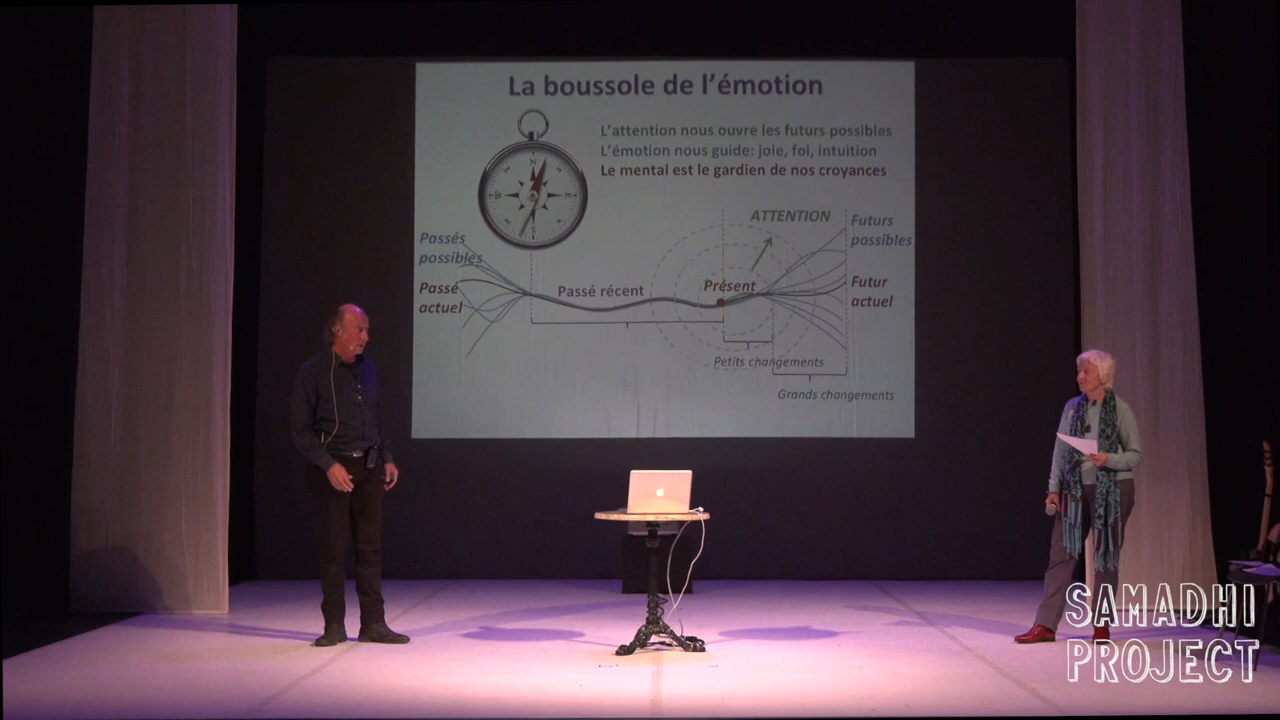 La boussole de l'émotion
L'attention nous ouvre les futurs possibles
L'émotion nous guide: joie, foi, intuition
Le mental est le gardien de nos croyances
N
S
ATTENTION
Futurs
possibles
Passés
possibles
Passé
actuel
Passé récent
Présent
Futur
actuel
Petits changements
Grands changements
SAMADHI
PROJECT